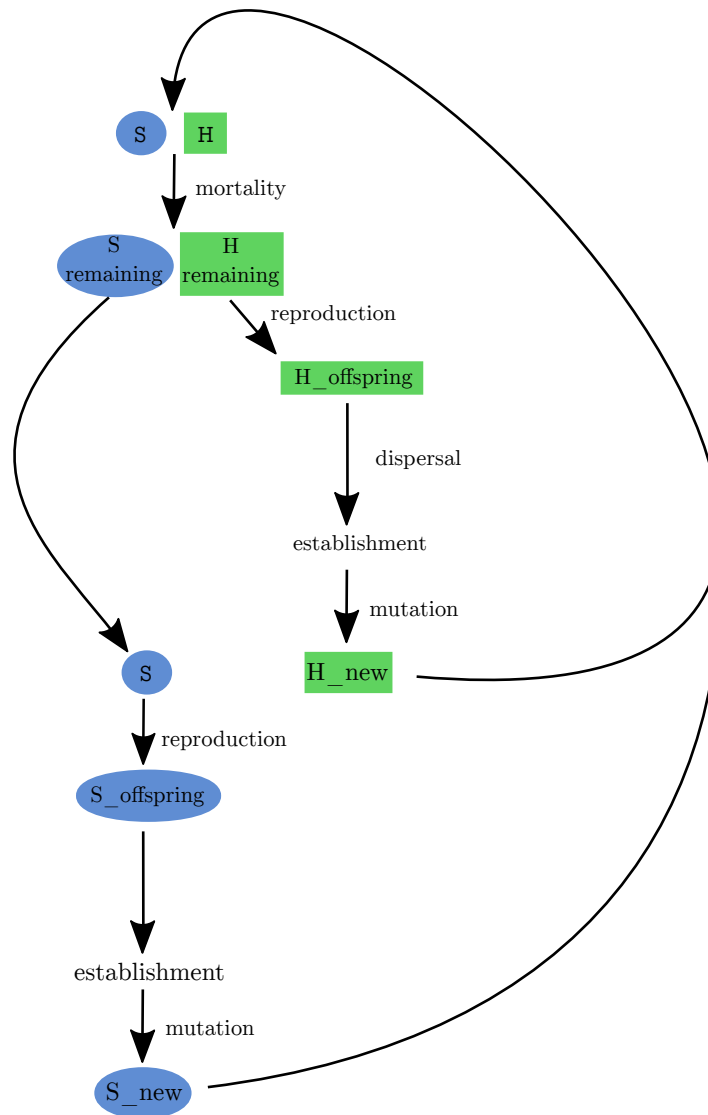 S
H
mortality
S
remaining
H
remaining
reproduction
H_offspring
dispersal
establishment
mutation
H_new
S
reproduction
S_offspring
establishment
mutation
S_new